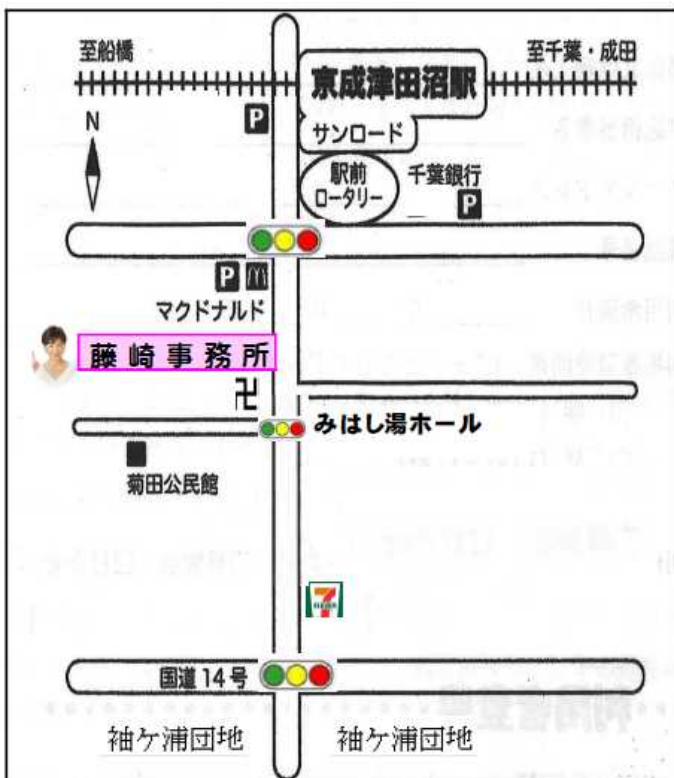 至船橋
至千葉・成田
京成津田沼駅
N
P
サンロード
駅前
ロータリー
千葉銀行
P
P
マクドナルド
藤崎事務所
卍
みはし湯ホール
菊田公民館
7
ELEVEN
国道14号
袖ケ浦団地
袖ケ浦団地